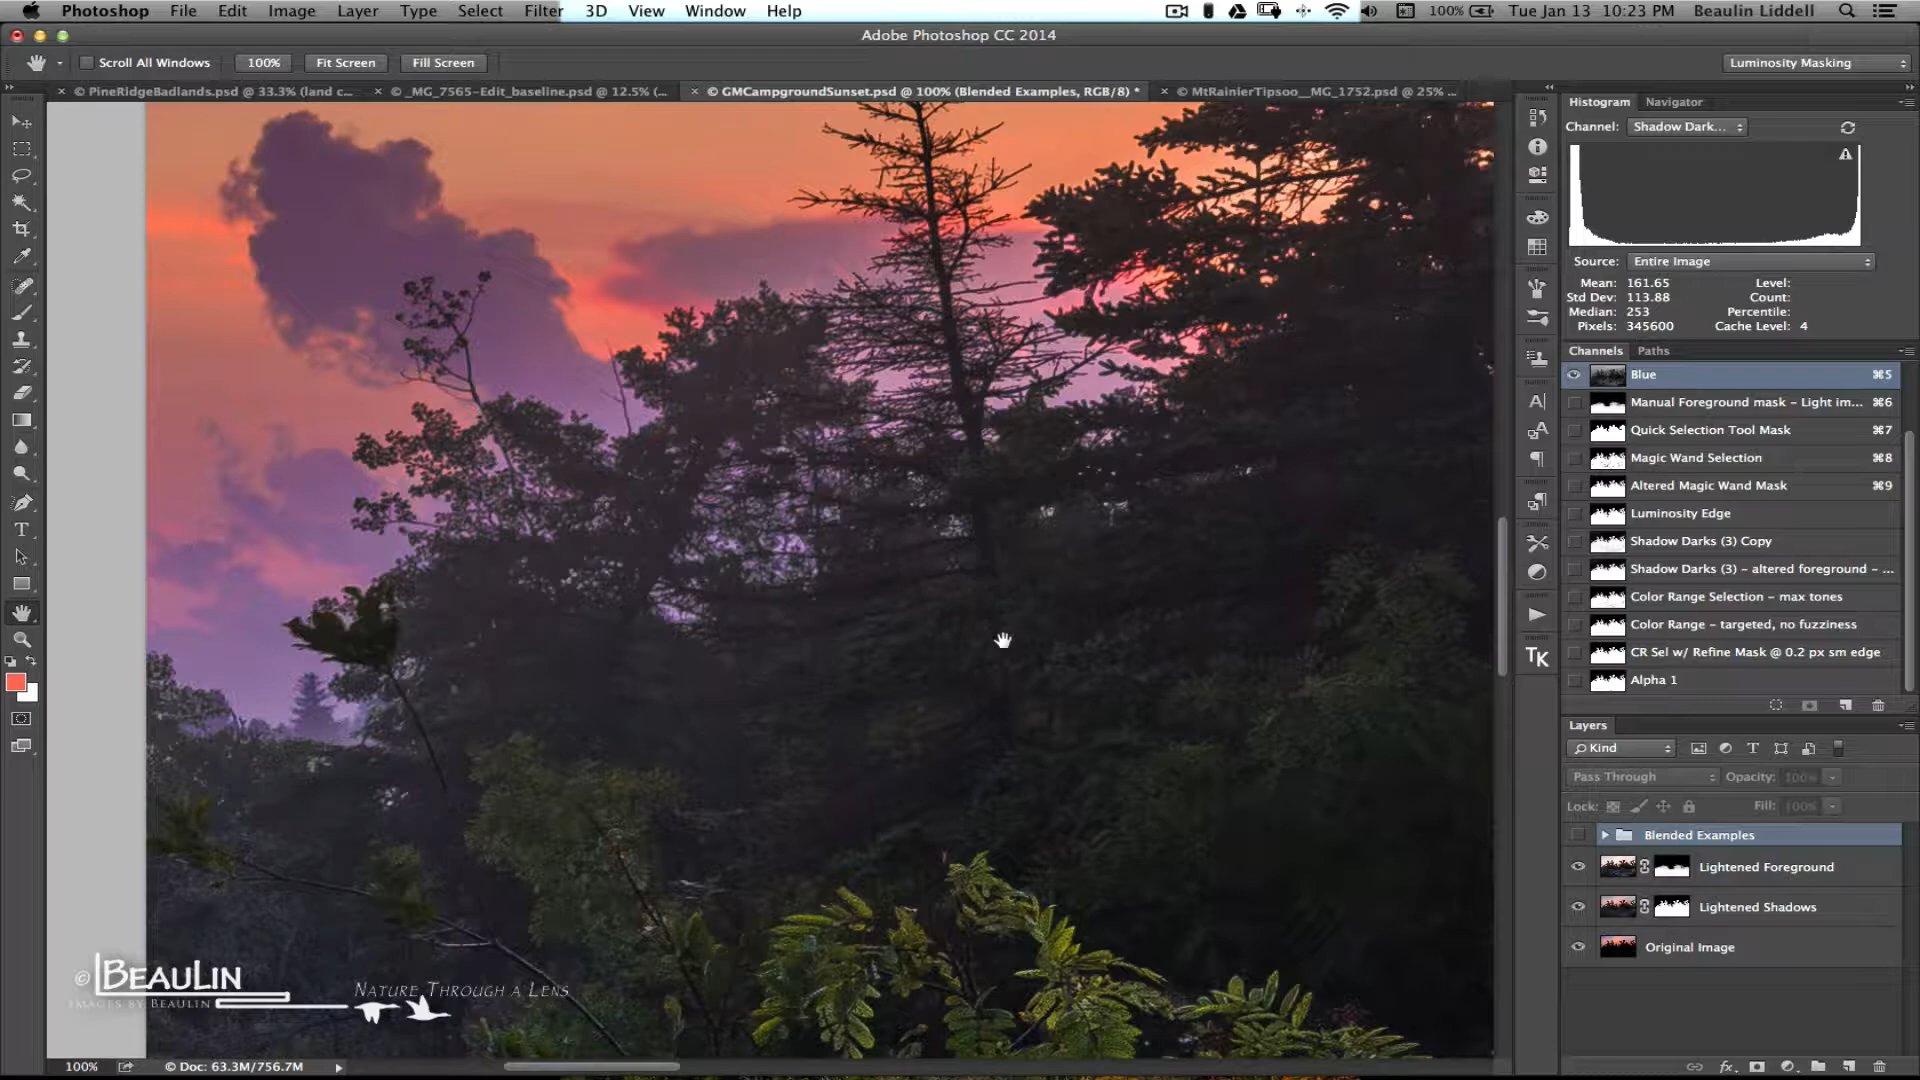 Photoshop File Edit Image Layer Type Select Filter 3D View Window Help 100% Tue Jan 13 10:23 PM Beaulin Liddell
Adobe Photoshop CC 2014
Scroll All Windows 100% Fit Screen Fill Screen Luminosity Masking
© PineRidgeBadlands.psd @ 33.3% (land c... © _MG_7565-Edit_baseline.psd @ 12.5% (... © GMCampgroundSunset.psd @ 100% (Blended Examples, RGB/8) * © MtRainierTipsoo__MG_1752.psd @ 25% ...
Histogram Navigator
Channel: Shadow Dark...
Source: Entire Image
Mean: 161.65 Level:
Std Dev: 113.88 Count:
Median: 253 Percentile:
Pixels: 345600 Cache Level: 4
Channels Paths
Blue ⌘5
Manual Foreground mask - Light im... ⌘6
Quick Selection Tool Mask ⌘7
Magic Wand Selection ⌘8
Altered Magic Wand Mask ⌘9
Luminosity Edge
Shadow Darks (3) Copy
Shadow Darks (3) - altered foreground - ...
Color Range Selection - max tones
Color Range - targeted, no fuzziness
CR Sel w/ Refine Mask @ 0.2 px sm edge
Alpha 1
TK
Layers
Kind
Pass Through Opacity: 100%
Lock: Fill: 100%
Blended Examples
Lightened Foreground
Lightened Shadows
Original Image
© BEAULIN
IMAGES BY BEAULIN
NATURE THROUGH A LENS
100% Doc: 63.3M/756.7M